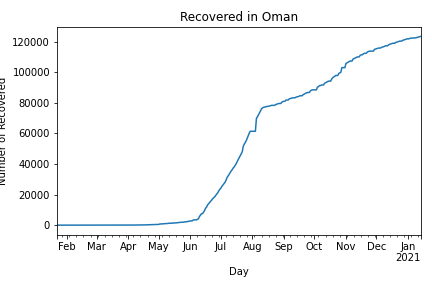 Recovered in Oman
Number of Recovered
120000
100000
80000
60000
40000
20000
0
Feb Mar Apr May Jun Jul Aug Sep Oct Nov Dec Jan
2021
Day